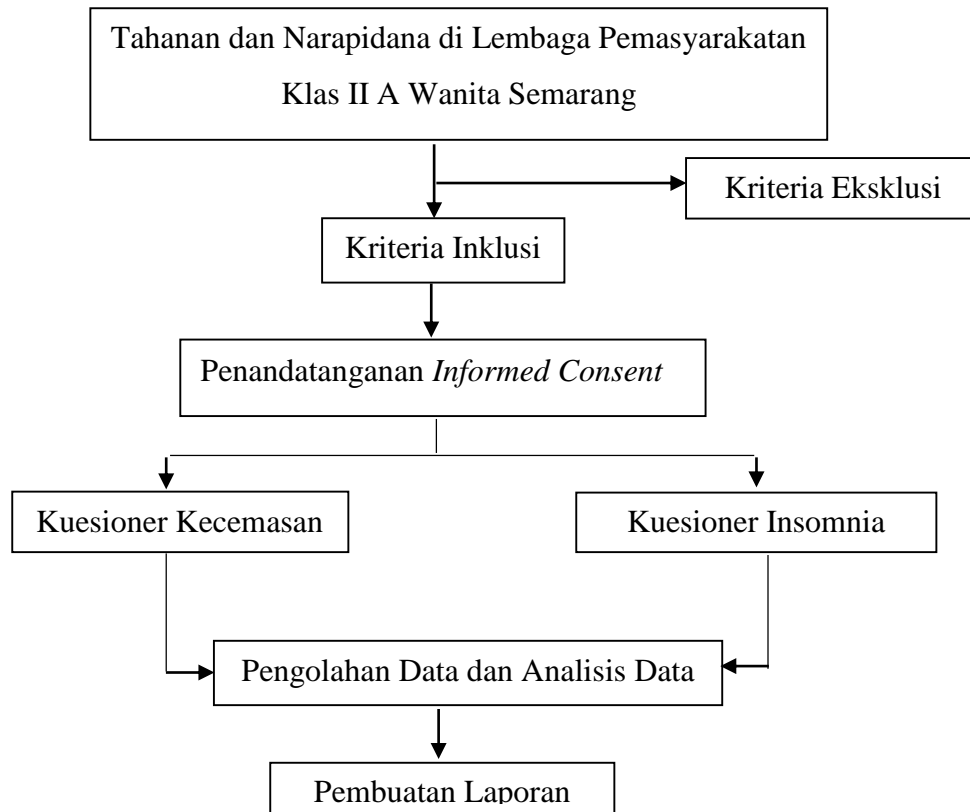 Tahanan dan Narapidana di Lembaga Pemasyarakatan
Klas II A Wanita Semarang
Kriteria Eksklusi
Kriteria Inklusi
Penandatanganan Informed Consent
Kuesioner Kecemasan
Kuesioner Insomnia
Pengolahan Data dan Analisis Data
Pembuatan Laporan